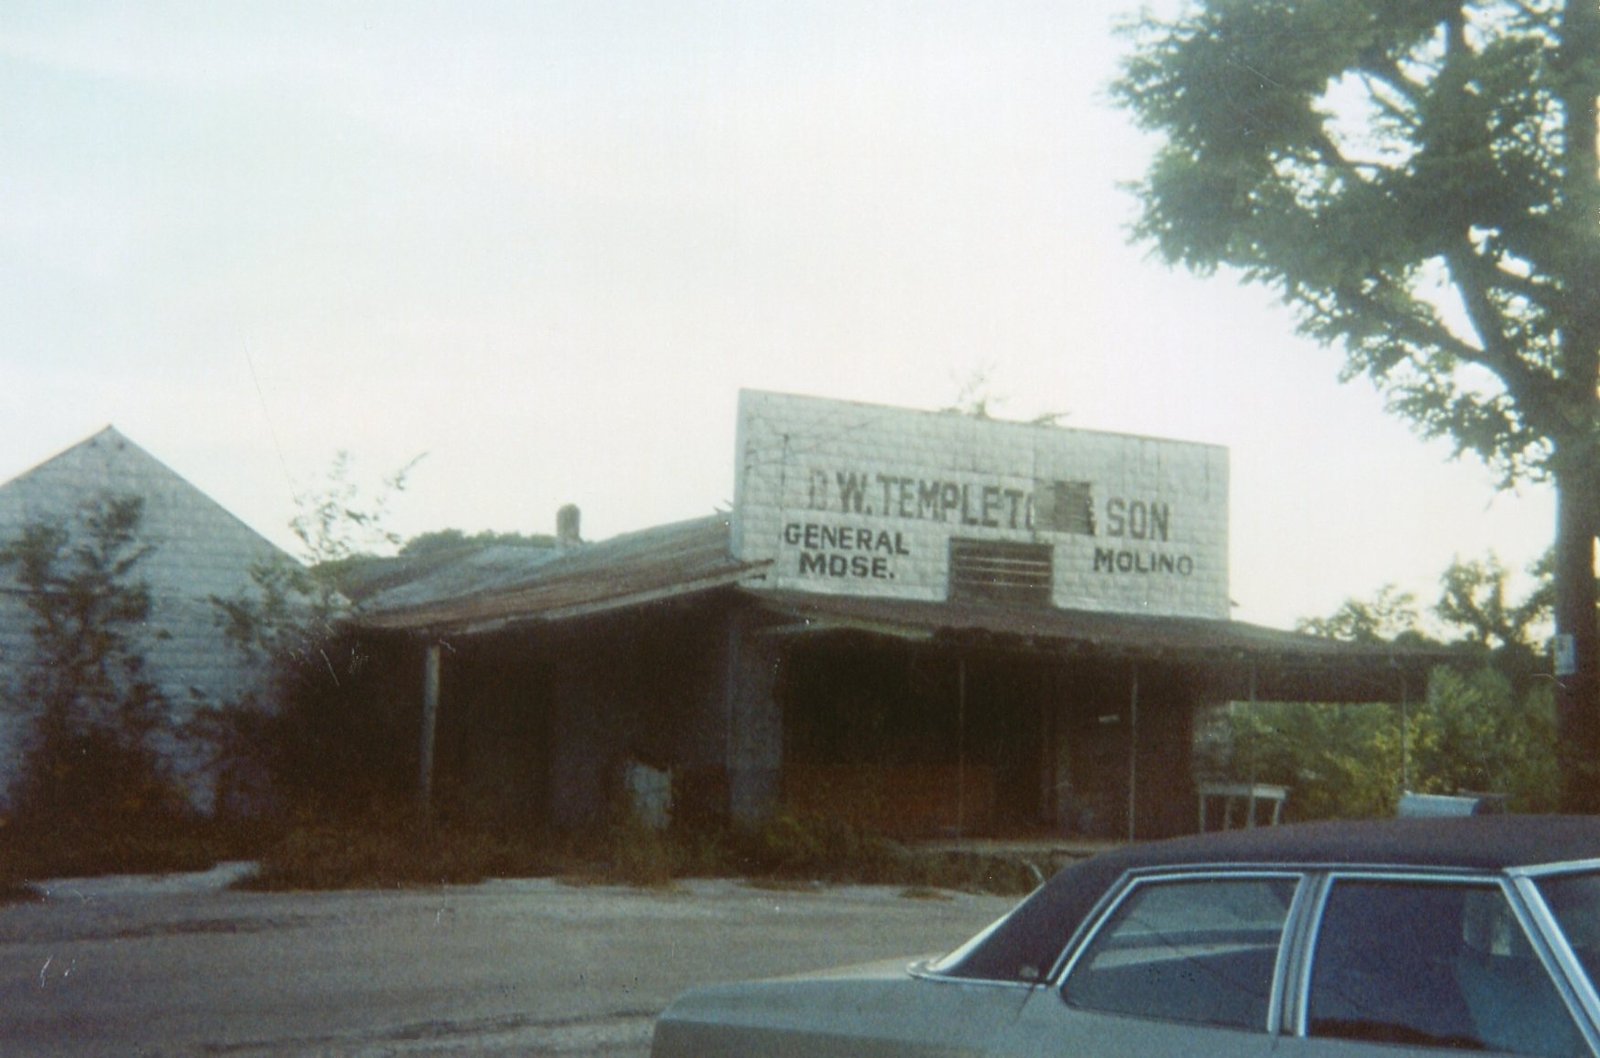 W. TEMPLETO & SON
GENERAL
MDSE.
MOLINO